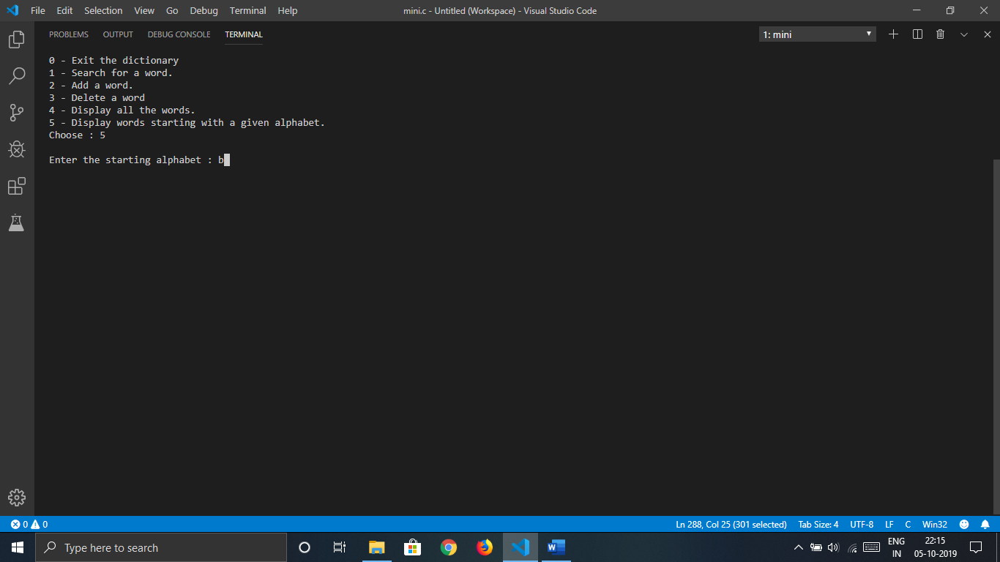 File Edit Selection View Go Debug Terminal Help mini.c - Untitled (Workspace) - Visual Studio Code
PROBLEMS OUTPUT DEBUG CONSOLE TERMINAL 1: mini
0 - Exit the dictionary
1 - Search for a word.
2 - Add a word.
3 - Delete a word
4 - Display all the words.
5 - Display words starting with a given alphabet.
Choose : 5
Enter the starting alphabet : b
0 0 Ln 288, Col 25 (301 selected) Tab Size: 4 UTF-8 LF C Win32
Type here to search ENG 22:15
IN 05-10-2019